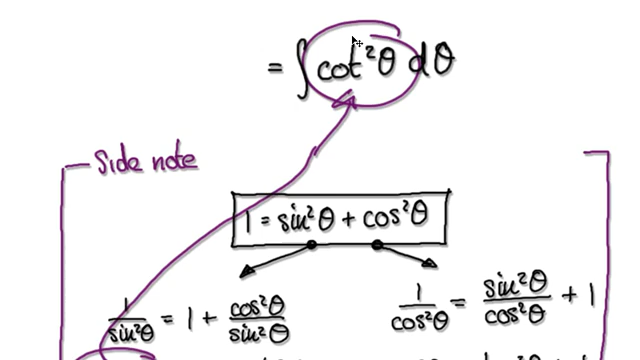 = ∫ cot²θ dθ
Side note
1 = sin²θ + cos²θ
1/sin²θ = 1 + cos²θ/sin²θ
1/cos²θ = sin²θ/cos²θ + 1